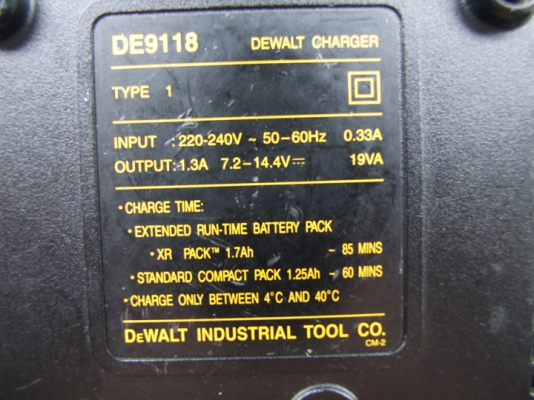 DE9118 DEWALT CHARGER
TYPE 1
INPUT : 220-240V ~ 50-60Hz 0.33A
OUTPUT: 1.3A 7.2-14.4V⎓ 19VA
• CHARGE TIME:
• EXTENDED RUN-TIME BATTERY PACK
• XR PACK™ 1.7Ah - 85 MINS
• STANDARD COMPACT PACK 1.25Ah - 60 MINS
• CHARGE ONLY BETWEEN 4°C AND 40°C
DEWALT INDUSTRIAL TOOL CO.
CM-2